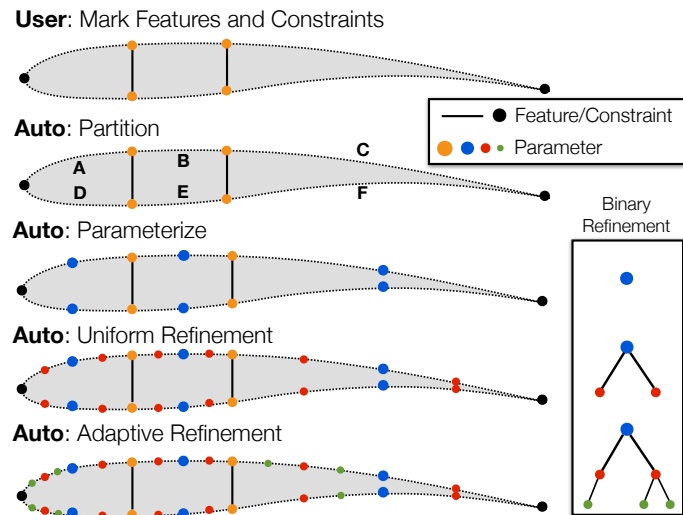 User: Mark Features and Constraints
Feature/Constraint
Parameter
Auto: Partition
A
B
C
D
E
F
Binary
Refinement
Auto: Parameterize
Auto: Uniform Refinement
Auto: Adaptive Refinement